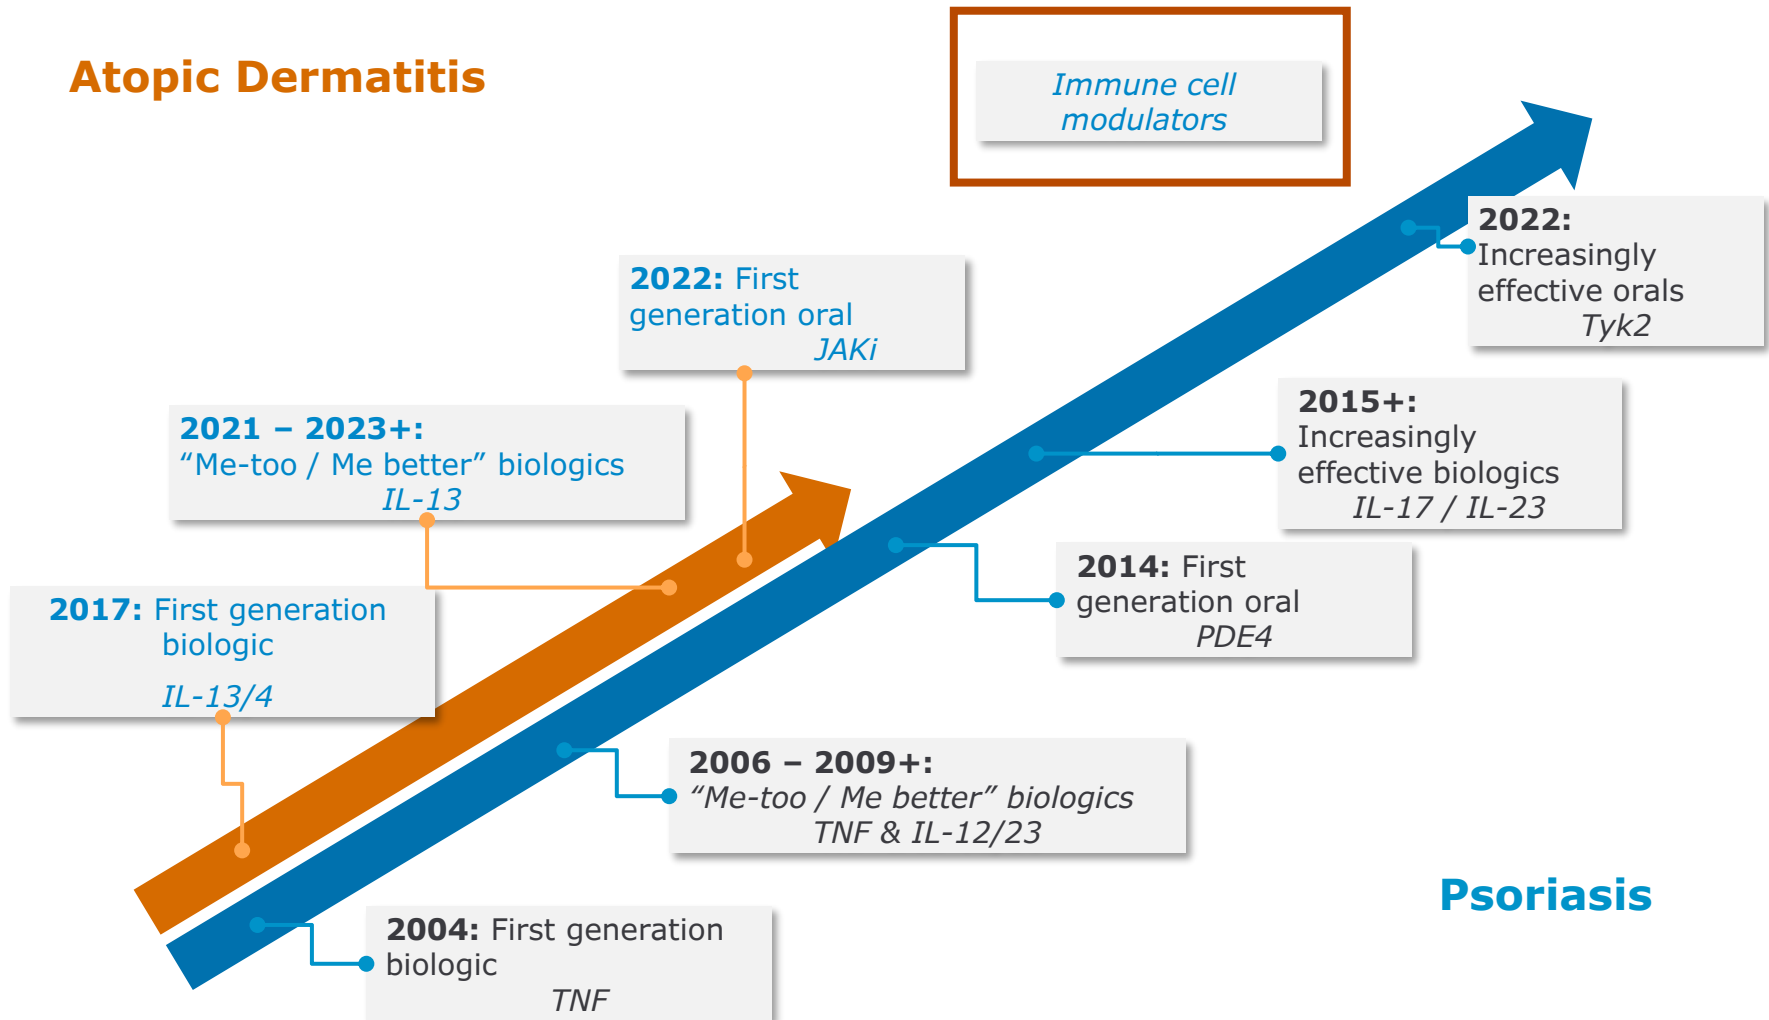 Atopic Dermatitis
Immune cell
modulators
2022:
Increasingly
effective orals
Tyk2
2022: First
generation oral
JAKi
2015+:
Increasingly
effective biologics
IL-17 / IL-23
2021 – 2023+:
“Me-too / Me better” biologics
IL-13
2014: First
generation oral
PDE4
2017: First generation
biologic
IL-13/4
2006 – 2009+:
“Me-too / Me better” biologics
TNF & IL-12/23
Psoriasis
2004: First generation
biologic
TNF